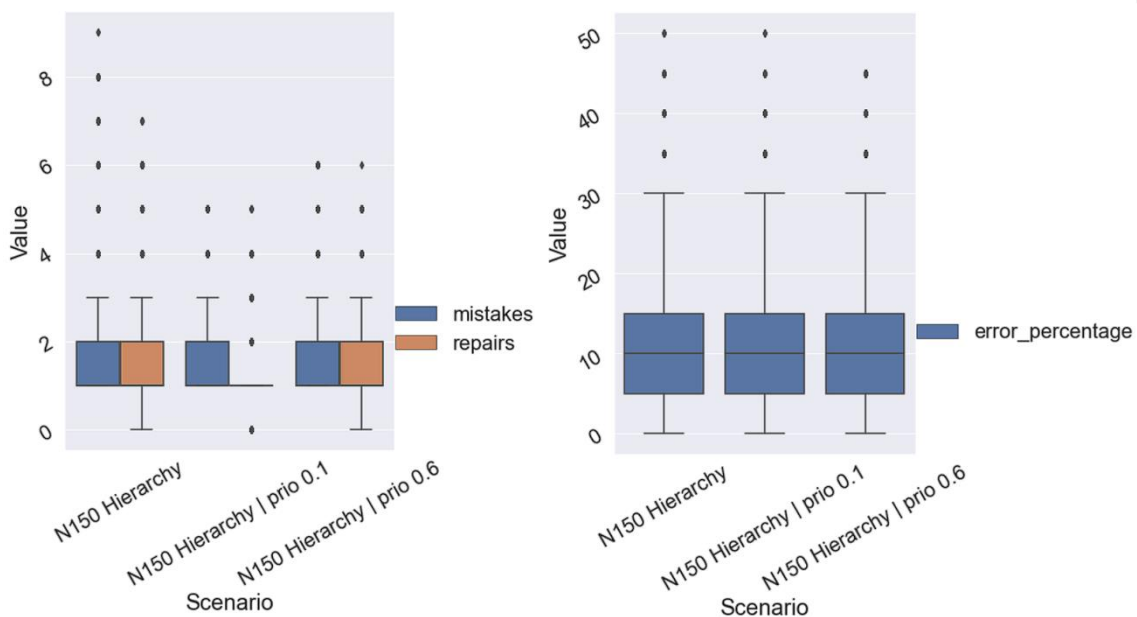 8
6
4
2
0
Value
mistakes
repairs
N150 Hierarchy
N150 Hierarchy | prio 0.1
N150 Hierarchy | prio 0.6
Scenario
50
40
30
20
10
0
Value
error_percentage
N150 Hierarchy
N150 Hierarchy | prio 0.1
N150 Hierarchy | prio 0.6
Scenario